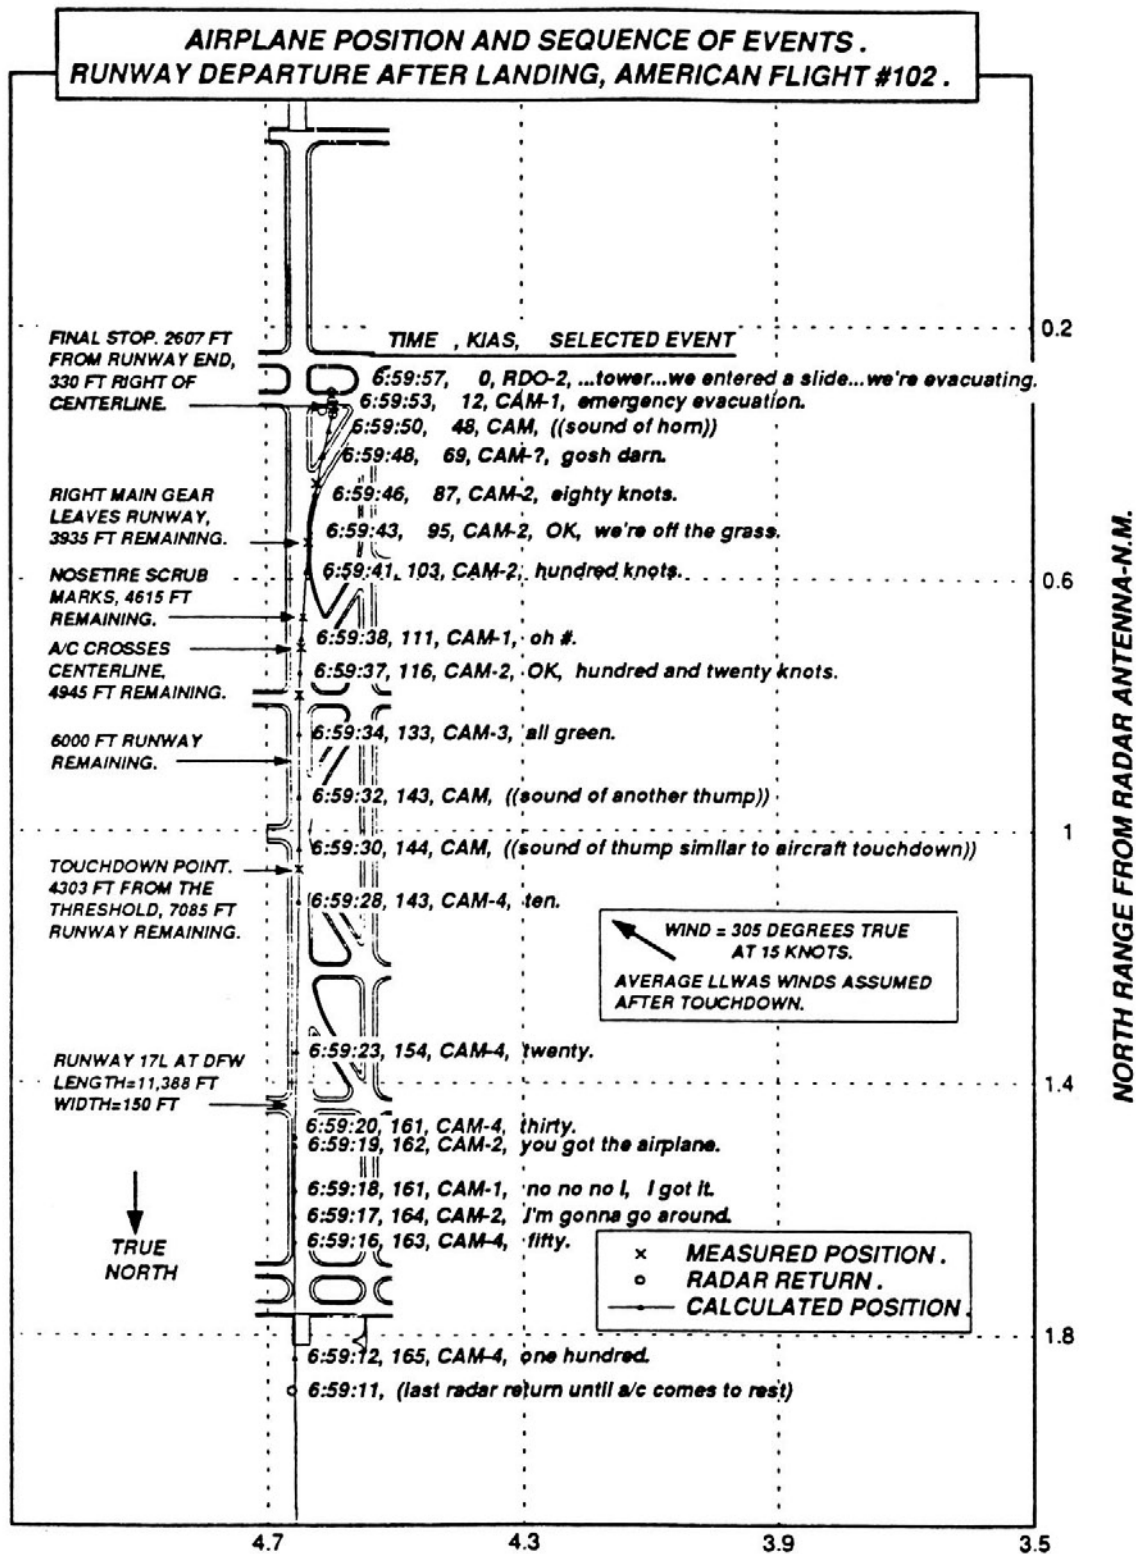 AIRPLANE POSITION AND SEQUENCE OF EVENTS.
RUNWAY DEPARTURE AFTER LANDING, AMERICAN FLIGHT #102.
FINAL STOP. 2607 FT
FROM RUNWAY END,
330 FT RIGHT OF
CENTERLINE.
RIGHT MAIN GEAR
LEAVES RUNWAY,
3935 FT REMAINING.
NOSETIRE SCRUB
MARKS, 4615 FT
REMAINING.
A/C CROSSES
CENTERLINE,
4945 FT REMAINING.
6000 FT RUNWAY
REMAINING.
TOUCHDOWN POINT.
4303 FT FROM THE
THRESHOLD, 7085 FT
RUNWAY REMAINING.
RUNWAY 17L AT DFW
LENGTH=11,388 FT
WIDTH=150 FT
TRUE
NORTH
TIME , KIAS, SELECTED EVENT
6:59:57, 0, RDO-2, ...tower...we entered a slide...we're evacuating.
6:59:53, 12, CAM-1, emergency evacuation.
6:59:50, 48, CAM, ((sound of horn))
6:59:48, 69, CAM-?, gosh darn.
6:59:46, 87, CAM-2, eighty knots.
6:59:43, 95, CAM-2, OK, we're off the grass.
6:59:41, 103, CAM-2, hundred knots.
6:59:38, 111, CAM-1, oh #.
6:59:37, 116, CAM-2, OK, hundred and twenty knots.
6:59:34, 133, CAM-3, all green.
6:59:32, 143, CAM, ((sound of another thump))
6:59:30, 144, CAM, ((sound of thump similar to aircraft touchdown))
6:59:28, 143, CAM-4, ten.
WIND = 305 DEGREES TRUE
AT 15 KNOTS.
AVERAGE LLWAS WINDS ASSUMED
AFTER TOUCHDOWN.
6:59:23, 154, CAM-4, twenty.
6:59:20, 161, CAM-4, thirty.
6:59:19, 162, CAM-2, you got the airplane.
6:59:18, 161, CAM-1, no no no I, I got it.
6:59:17, 164, CAM-2, I'm gonna go around.
6:59:16, 163, CAM-4, fifty.
x MEASURED POSITION.
o RADAR RETURN.
CALCULATED POSITION.
6:59:12, 165, CAM-4, one hundred.
6:59:11, (last radar return until a/c comes to rest)
0.2
0.6
1
1.4
1.8
NORTH RANGE FROM RADAR ANTENNA-N.M.
4.7 4.3 3.9 3.5